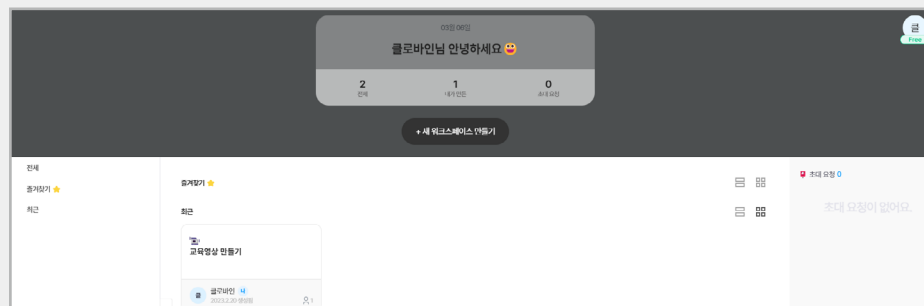 03월 06일
클로바인님 안녕하세요
2 1 0
전체 내가 만든 초대 요청
+ 새 워크스페이스 만들기
클
Free
전체
즐겨찾기
최근
즐겨찾기
최근
교육영상 만들기
클 클로바인 나
2023.2.20 생성됨
1
초대 요청 0
초대 요청이 없어요.